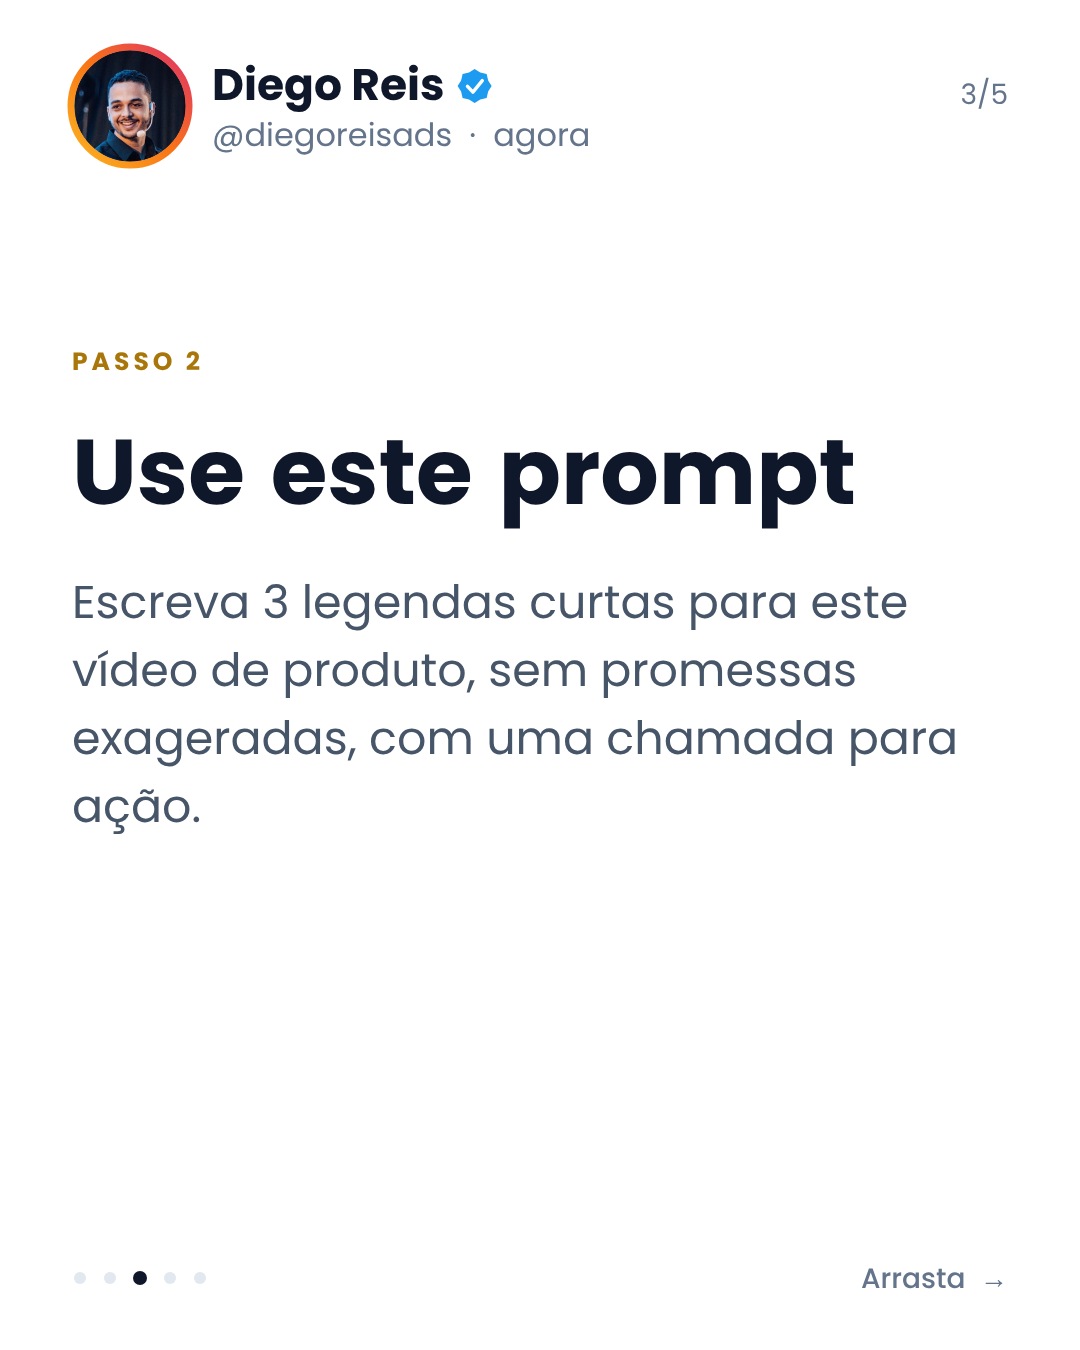 Diego Reis
3/5
@diegoreisads · agora
PASSO 2
Use este prompt
Escreva 3 legendas curtas para este
vídeo de produto, sem promessas
exageradas, com uma chamada para
ação.
Arrasta →